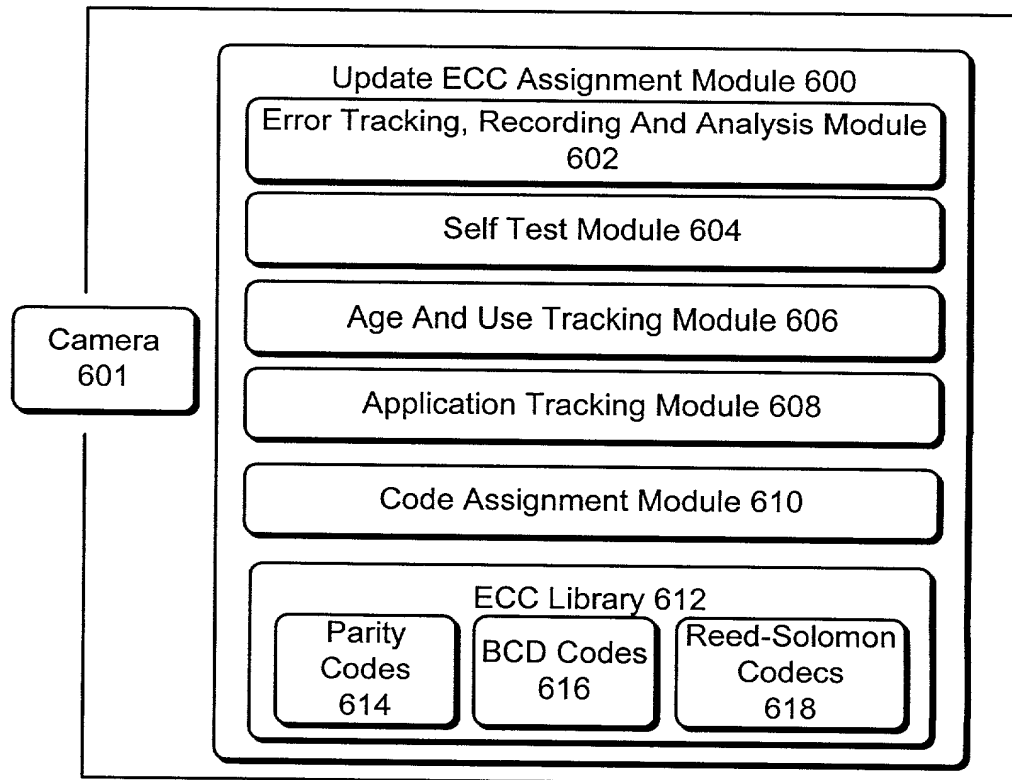 Update ECC Assignment Module 600
Error Tracking, Recording And Analysis Module
602
Self Test Module 604
Age And Use Tracking Module 606
Camera
601
Application Tracking Module 608
Code Assignment Module 610
ECC Library 612
Parity
Codes
614
BCD Codes
616
Reed-Solomon
Codecs
618